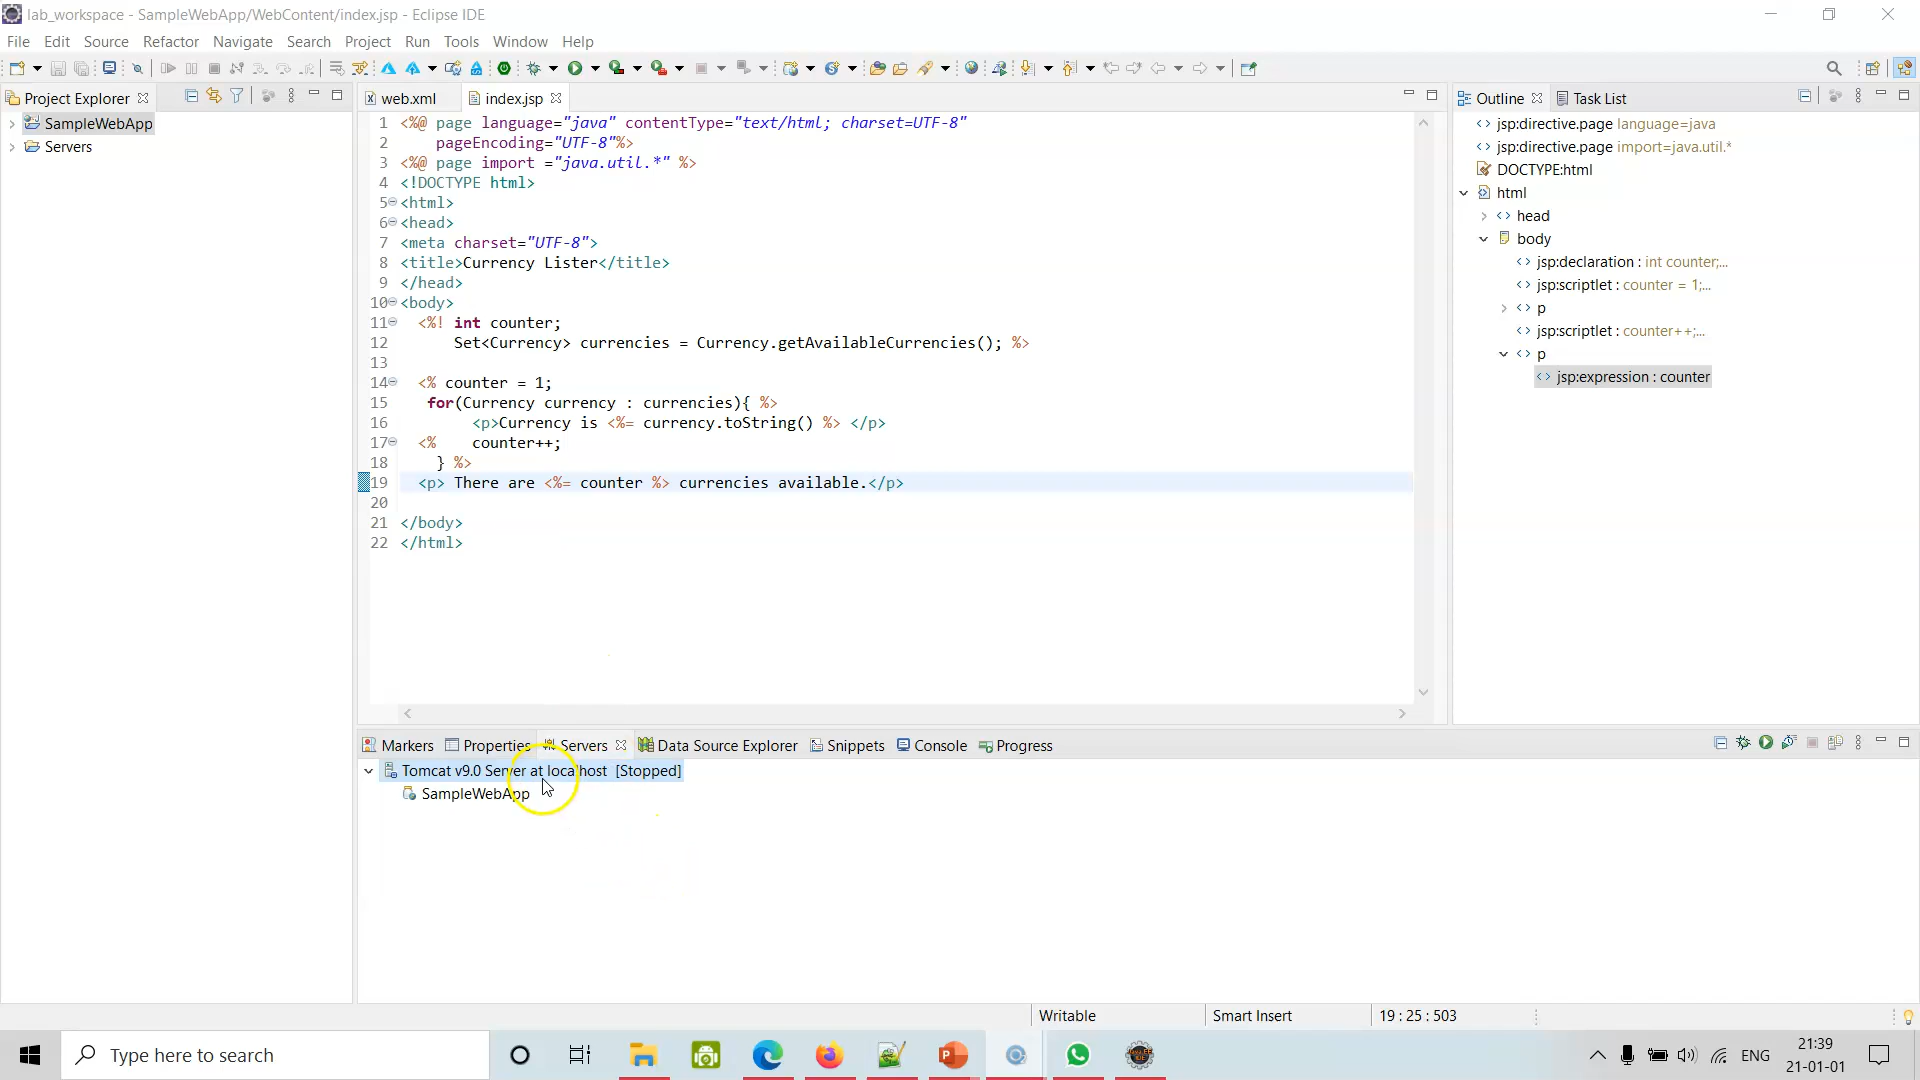 lab_workspace - SampleWebApp/WebContent/index.jsp - Eclipse IDE
File Edit Source Refactor Navigate Search Project Run Tools Window Help
Project Explorer
SampleWebApp
Servers
web.xml index.jsp
1 <%@ page language="java" contentType="text/html; charset=UTF-8"
2 pageEncoding="UTF-8"%>
3 <%@ page import ="java.util.*" %>
4 <!DOCTYPE html>
5 <html>
6 <head>
7 <meta charset="UTF-8">
8 <title>Currency Lister</title>
9 </head>
10 <body>
11 <%! int counter;
12 Set<Currency> currencies = Currency.getAvailableCurrencies(); %>
13
14 <% counter = 1;
15 for(Currency currency : currencies){ %>
16 <p>Currency is <%= currency.toString() %> </p>
17 <% counter++;
18 } %>
19 <p> There are <%= counter %> currencies available.</p>
20
21 </body>
22 </html>
Outline Task List
jsp:directive.page language=java
jsp:directive.page import=java.util.*
DOCTYPE:html
html
head
body
jsp:declaration : int counter;...
jsp:scriptlet : counter = 1;...
p
jsp:scriptlet : counter++;...
p
jsp:expression : counter
Markers Properties Servers Data Source Explorer Snippets Console Progress
Tomcat v9.0 Server at localhost [Stopped]
SampleWebApp
Writable Smart Insert 19 : 25 : 503
Type here to search
ENG
21:39
21-01-01